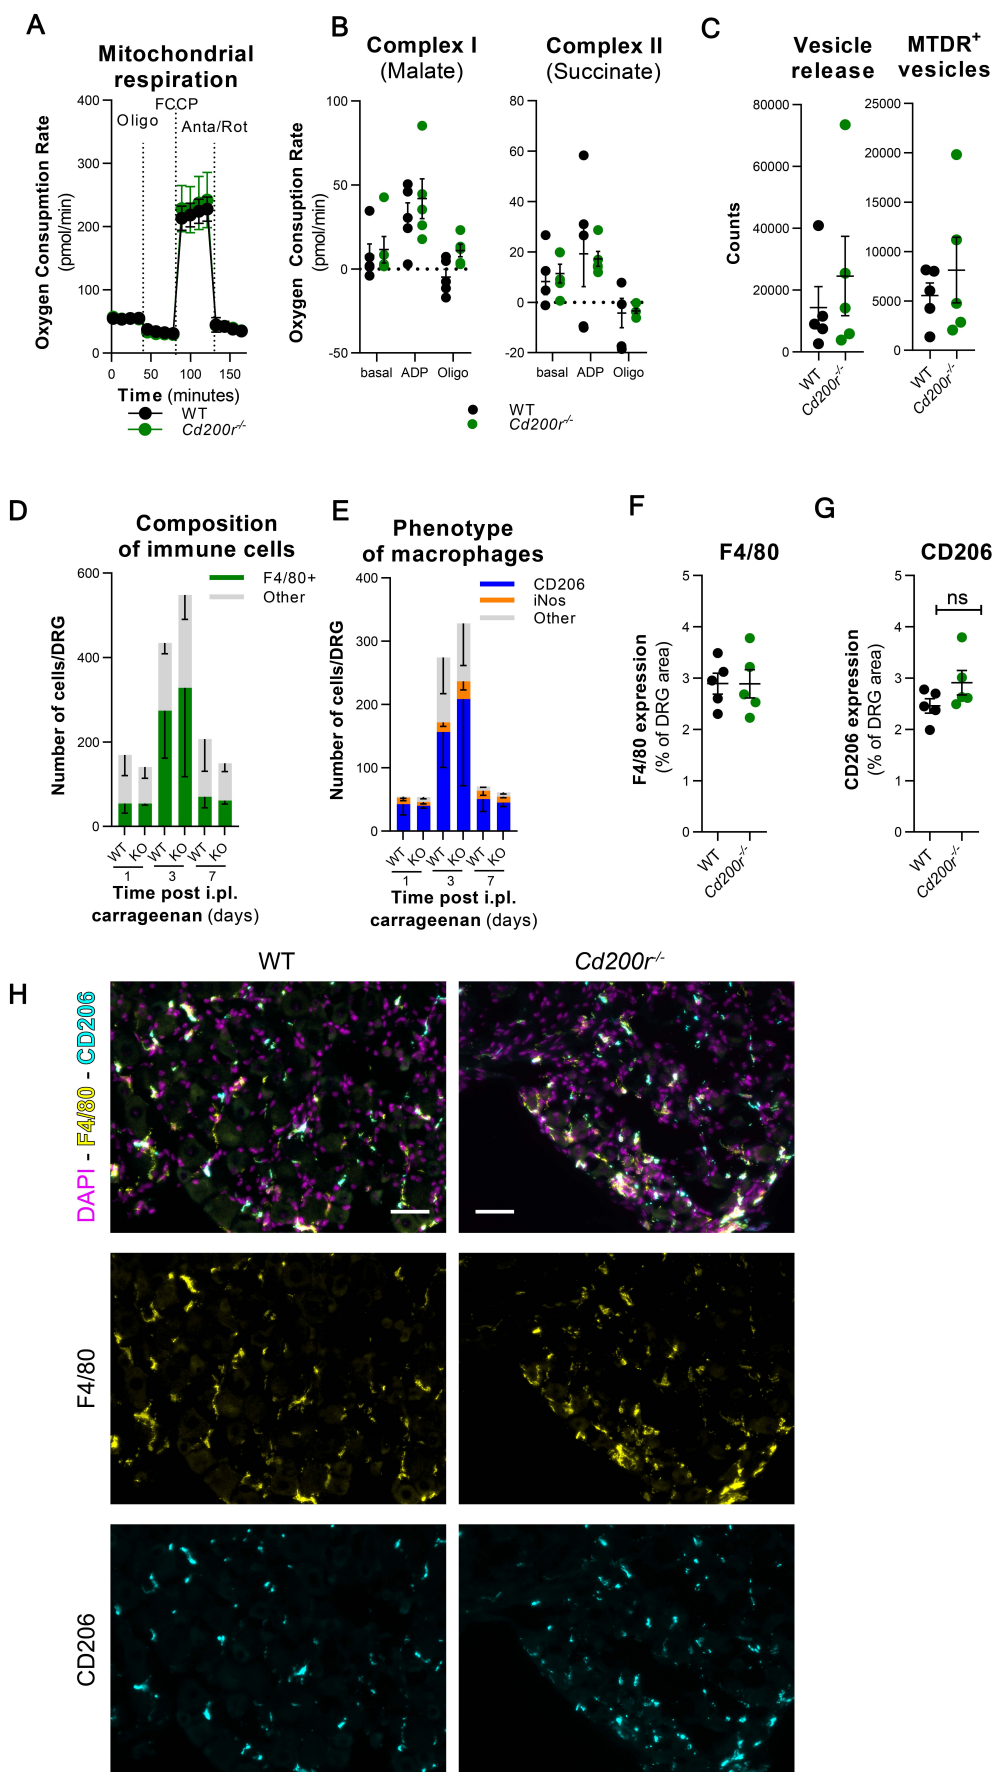 A
Mitochondrial
respiration
Oxygen Consupmtion Rate
(pmol/min)
400
300
200
100
0
FCCP
Oligo
Anta/Rot
0
50
100
150
Time (minutes)
WT
Cd200r-/-
B
Complex I
(Malate)
Oxygen Consuption Rate
(pmol/min)
100
50
0
-50
basal
ADP
Oligo
Complex II
(Succinate)
80
60
40
20
0
-20
basal
ADP
Oligo
WT
Cd200r-/-
C
Vesicle
release
Counts
80000
60000
40000
20000
0
WT
Cd200r-/-
MTDR+
vesicles
25000
20000
15000
10000
5000
0
WT
Cd200r-/-
D
Composition
of immune cells
Number of cells/DRG
600
400
200
0
F4/80+
Other
WT
KO
WT
KO
WT
KO
1
3
7
Time post i.pl.
carrageenan (days)
E
Phenotype
of macrophages
Number of cells/DRG
400
300
200
100
0
CD206
iNos
Other
WT
KO
WT
KO
WT
KO
1
3
7
Time post i.pl.
carrageenan (days)
F
F4/80
F4/80 expression
(% of DRG area)
5
4
3
2
1
0
WT
Cd200r-/-
G
CD206
CD206 expression
(% of DRG area)
5
4
3
2
1
0
ns
WT
Cd200r-/-
H
WT
Cd200r-/-
DAPI - F4/80 - CD206
F4/80
CD206